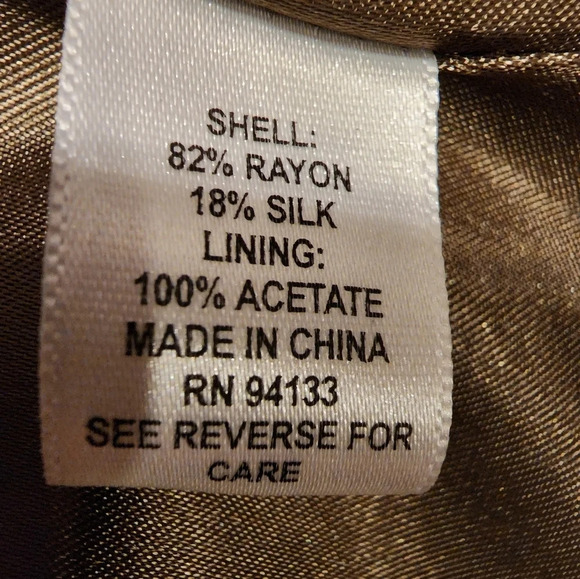 SHELL:
82% RAYON
18% SILK
LINING:
100% ACETATE
MADE IN CHINA
RN 94133
SEE REVERSE FOR
CARE